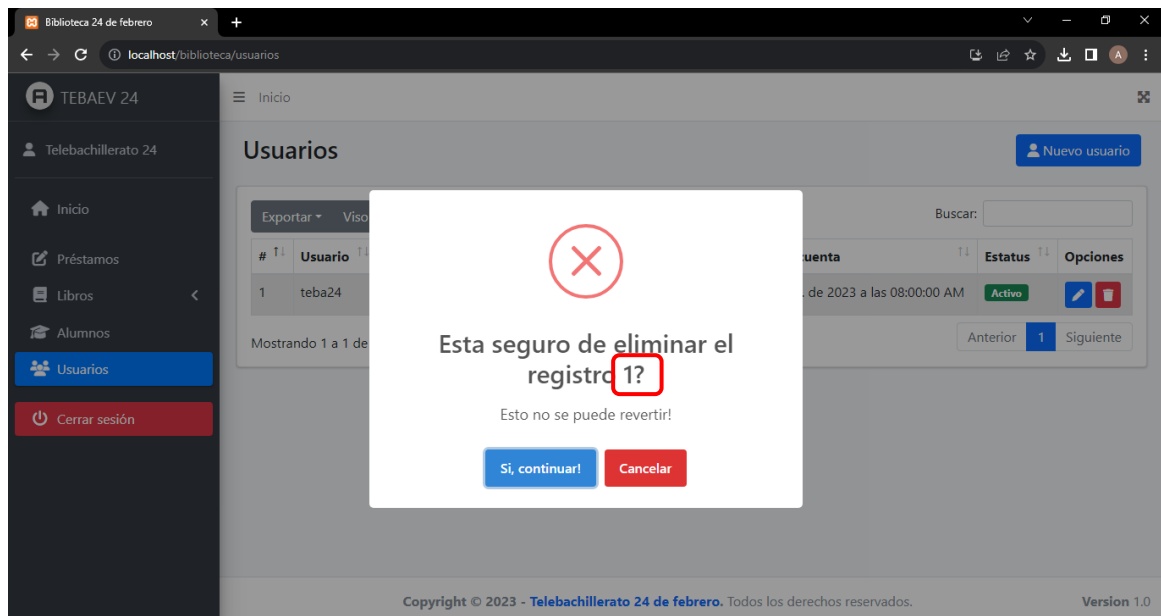 Biblioteca 24 de febrero
localhost/biblioteca/usuarios
A
TEBAEV 24
Inicio
Telebachillerato 24
Usuarios
Nuevo usuario
Inicio
Préstamos
Libros
Alumnos
Usuarios
Cerrar sesión
Exportar
Buscar:
# Usuario
Estatus Opciones
1 teba24
de 2023 a las 08:00:00 AM Activo
Mostrando 1 a 1 de
Anterior 1 Siguiente
Esta seguro de eliminar el
registro 1?
Esto no se puede revertir!
Si, continuar! Cancelar
Copyright © 2023 - Telebachillerato 24 de febrero. Todos los derechos reservados.
Version 1.0